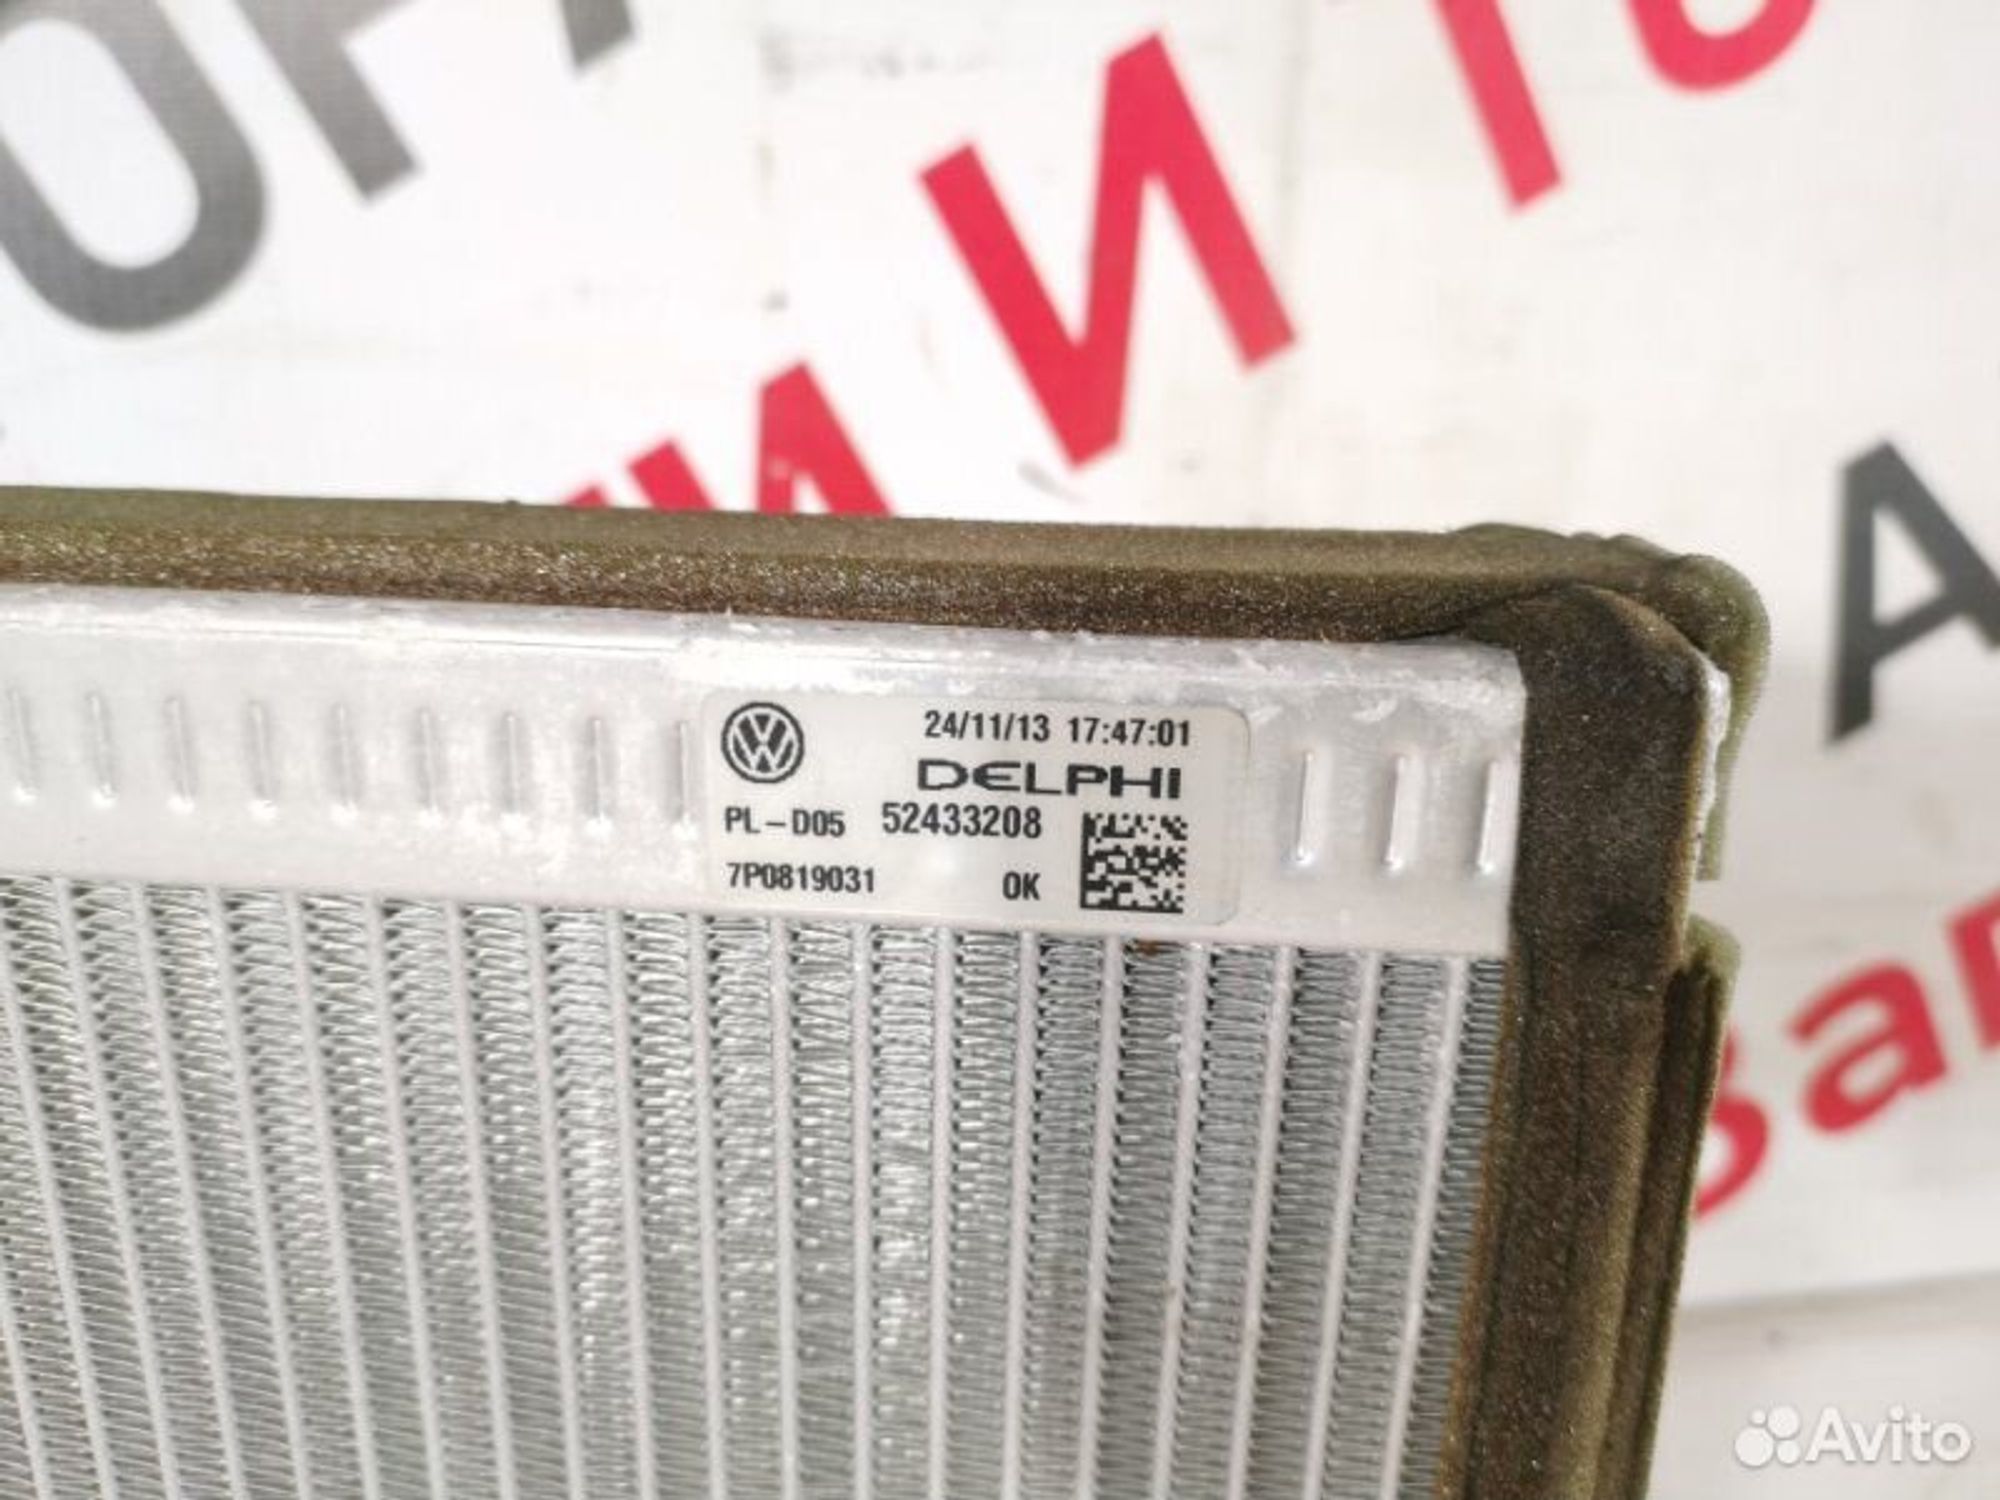 24/11/13 17:47:01
DELPHI
PL-D05 52433208
7P0819031 OK
Avito